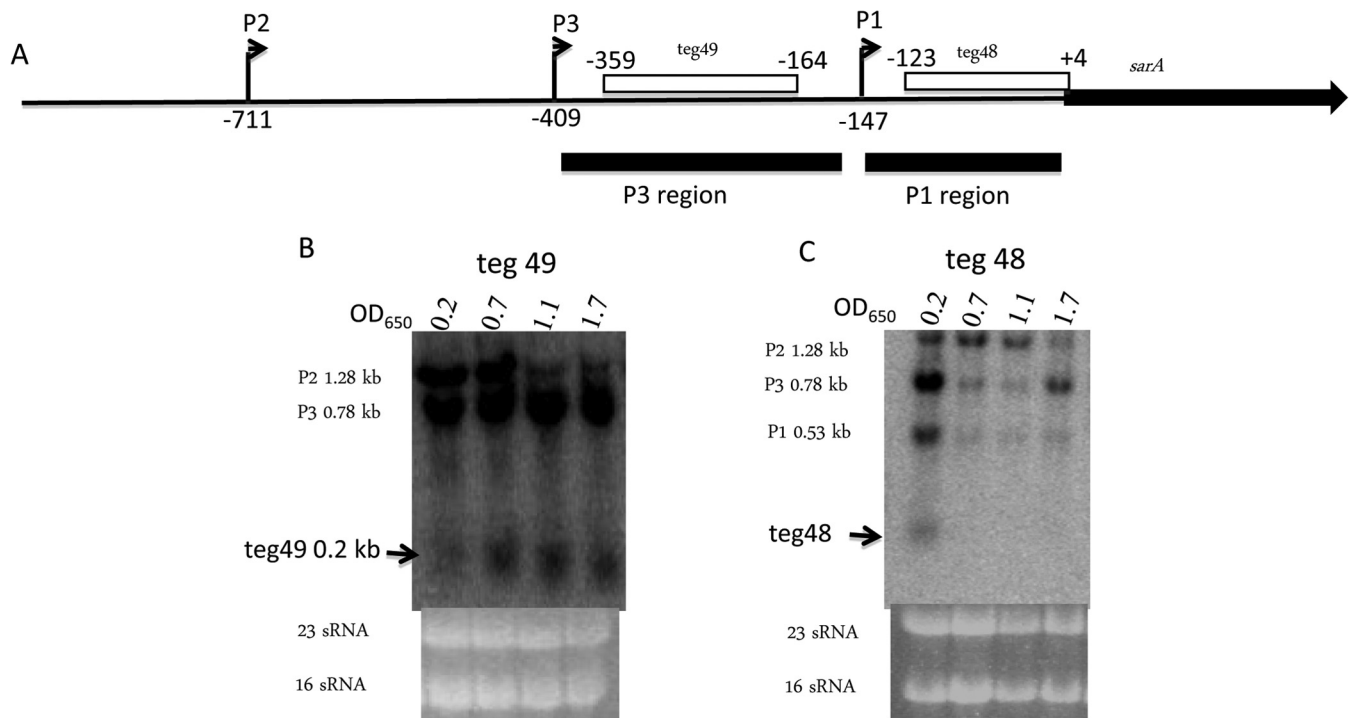 A
P2
P3
P1
-359 teg49 -164
-123 teg48 +4
sarA
-711
-409
-147
P3 region
P1 region
B
teg 49
OD650 0.2 0.7 1.1 1.7
P2 1.28 kb
P3 0.78 kb
teg49 0.2 kb
23 sRNA
16 sRNA
C
teg 48
OD650 0.2 0.7 1.1 1.7
P2 1.28 kb
P3 0.78 kb
P1 0.53 kb
teg48
23 sRNA
16 sRNA